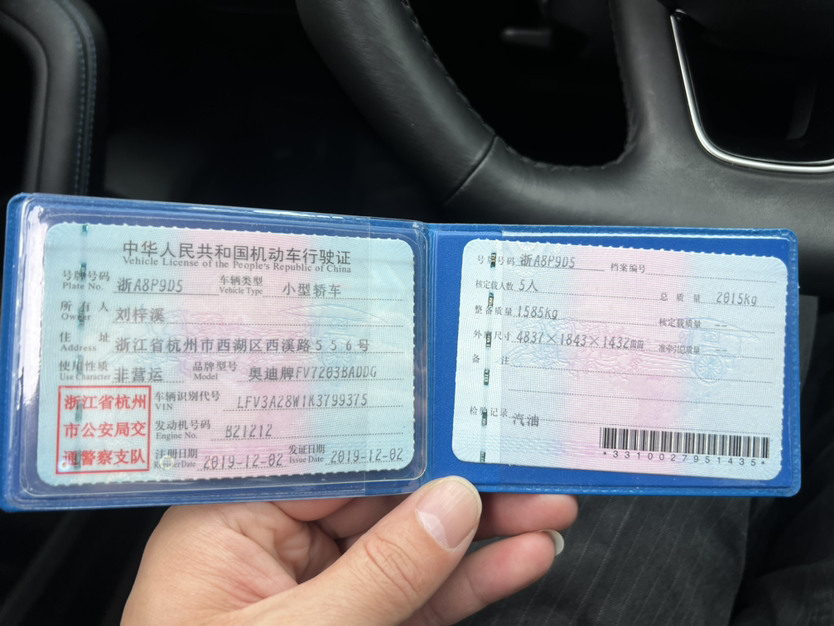 中华人民共和国机动车行驶证
Vehicle License of the People's Republic of China
号牌号码 浙A8P9D5 车辆类型 小型轿车
Plate No. Vehicle Type
所有人 刘梓溪
Owner
住址 浙江省杭州市西湖区西溪路556号
Address
使用性质 非营运 品牌型号 奥迪牌FV7203BADDG
Use Character Model
浙江省杭州
市公安局交
通警察支队
车辆识别代号 LFV3A28W1K3799375
VIN
发动机号码 B21212
Engine No.
注册日期 2019-12-02 发证日期 2019-12-02
Register Date Issue Date
号牌号码 浙A8P9D5 档案编号
核定载人数 5人 总质量 2015kg
整备质量 1585kg 核定载质量 --
外廓尺寸 4837×1843×1432mm 准牵引总质量 --
备注
检验记录 汽油
*3310027951435*